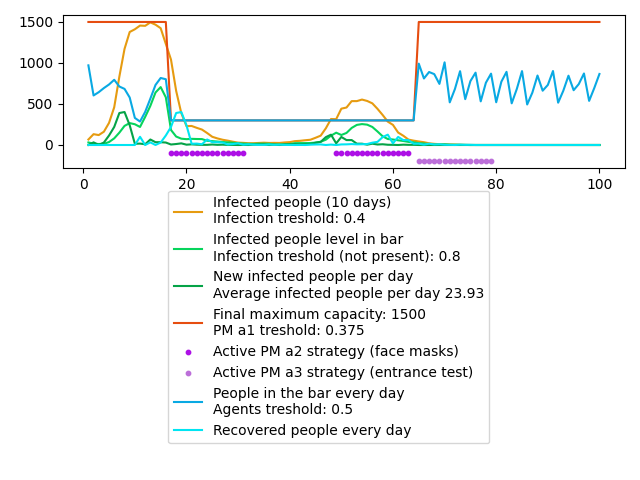 1500
1000
500
0
0 20 40 60 80 100
Infected people (10 days)
Infection treshold: 0.4
Infected people level in bar
Infection treshold (not present): 0.8
New infected people per day
Average infected people per day 23.93
Final maximum capacity: 1500
PM a1 treshold: 0.375
Active PM a2 strategy (face masks)
Active PM a3 strategy (entrance test)
People in the bar every day
Agents treshold: 0.5
Recovered people every day